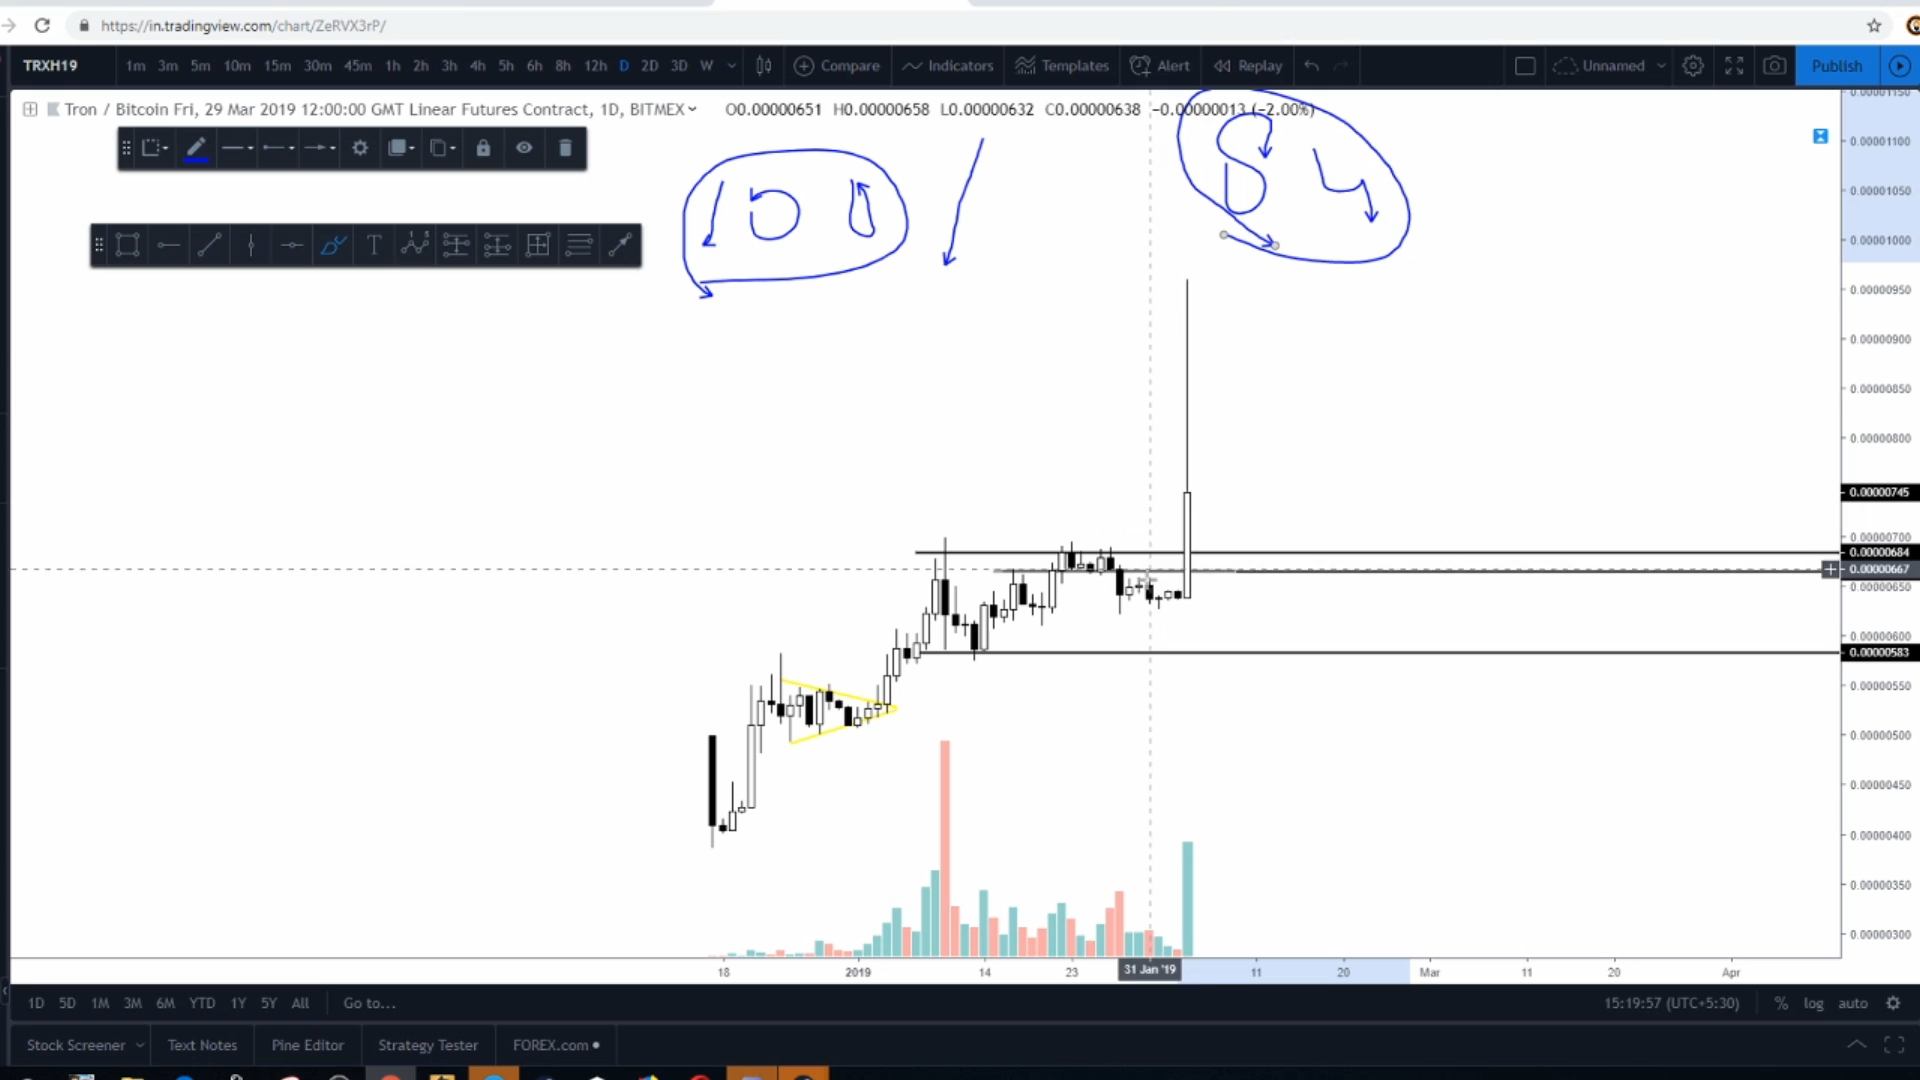 https://in.tradingview.com/chart/ZeRVX3rP/
TRXH19 1m 3m 5m 10m 15m 30m 45m 1h 2h 3h 4h 5h 6h 8h 12h D 2D 3D W Compare Indicators Templates Alert Replay Unnamed Publish
Tron / Bitcoin Fri, 29 Mar 2019 12:00:00 GMT Linear Futures Contract, 1D, BITMEX O0.00000651 H0.00000658 L0.00000632 C0.00000638 −0.00000013 (−2.00%)
T
100 / 84
0.00001150
0.00001100
0.00001050
0.00001000
0.00000950
0.00000900
0.00000850
0.00000800
0.00000745
0.00000700
0.00000684
0.00000667
0.00000650
0.00000600
0.00000583
0.00000550
0.00000500
0.00000450
0.00000400
0.00000350
0.00000300
18 2019 14 23 31 Jan '19 11 20 Mar 11 20 Apr
1D 5D 1M 3M 6M YTD 1Y 5Y All Go to... 15:19:57 (UTC+5:30) % log auto
Stock Screener Text Notes Pine Editor Strategy Tester FOREX.com